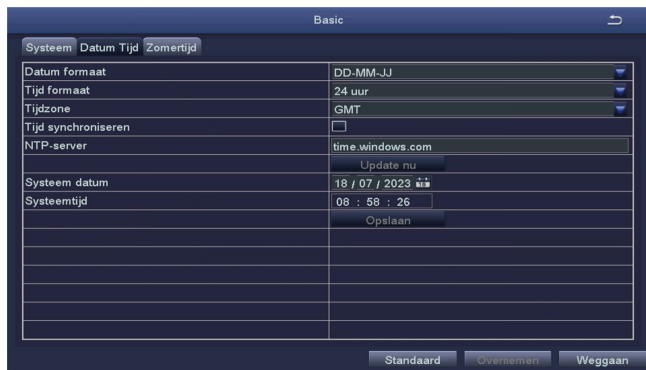 Basic
Systeem Datum Tijd Zomertijd
Datum formaat DD-MM-JJ
Tijd formaat 24 uur
Tijdzone GMT
Tijd synchroniseren
NTP-server time.windows.com
Update nu
Systeem datum 18 / 07 / 2023
Systeemtijd 08 : 58 : 26
Opslaan
Standaard Overnemen Weggaan